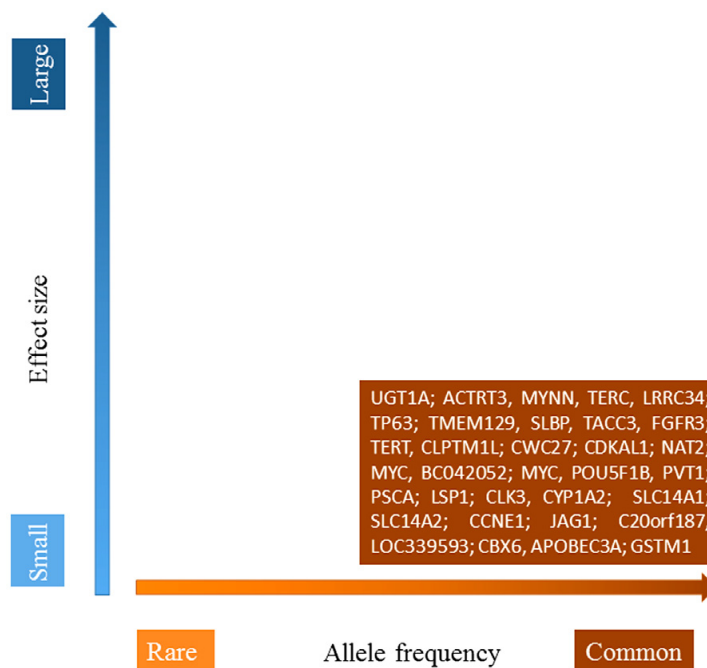 Large
Effect size
Small
UGT1A; ACTRT3, MYNN, TERC, LRRC34;
TP63; TMEM129, SLBP, TACC3, FGFR3;
TERT, CLPTM1L; CWC27; CDKAL1; NAT2;
MYC, BC042052; MYC, POU5F1B, PVT1;
PSCA; LSP1; CLK3, CYP1A2; SLC14A1;
SLC14A2; CCNE1; JAG1; C20orf187,
LOC339593; CBX6, APOBEC3A; GSTM1
Rare
Allele frequency
Common